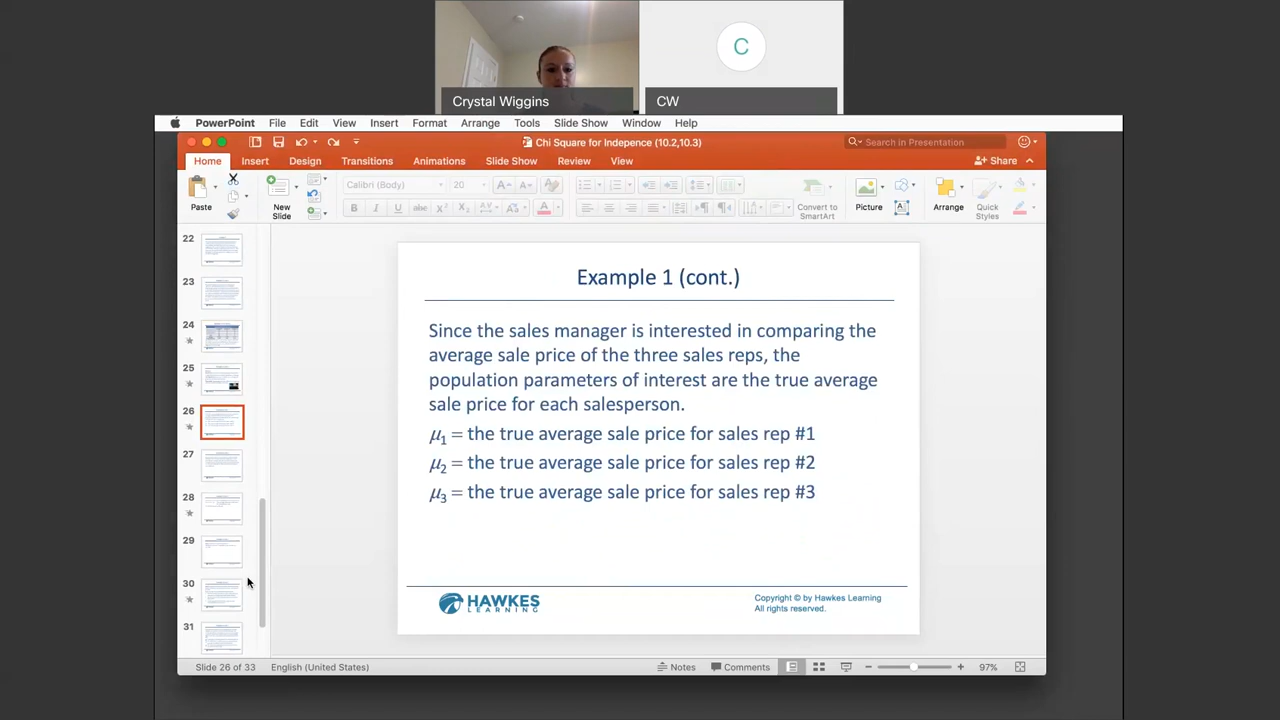 C
Crystal Wiggins
CW
PowerPoint File Edit View Insert Format Arrange Tools Slide Show Window Help
Chi Square for Indepence (10.2,10.3)
Search in Presentation
Home Insert Design Transitions Animations Slide Show Review View
Share
Calibri (Body) 20
Paste
New Slide
Convert to SmartArt
Picture
Arrange
Quick Styles
22
23
24
25
26
27
28
29
30
31
Example 1 (cont.)
Since the sales manager is interested in comparing the
average sale price of the three sales reps, the
population parameters of interest are the true average
sale price for each salesperson.
μ1 = the true average sale price for sales rep #1
μ2 = the true average sale price for sales rep #2
μ3 = the true average sale price for sales rep #3
HAWKES
LEARNING
Copyright © by Hawkes Learning
All rights reserved.
Slide 26 of 33 English (United States) Notes Comments 97%